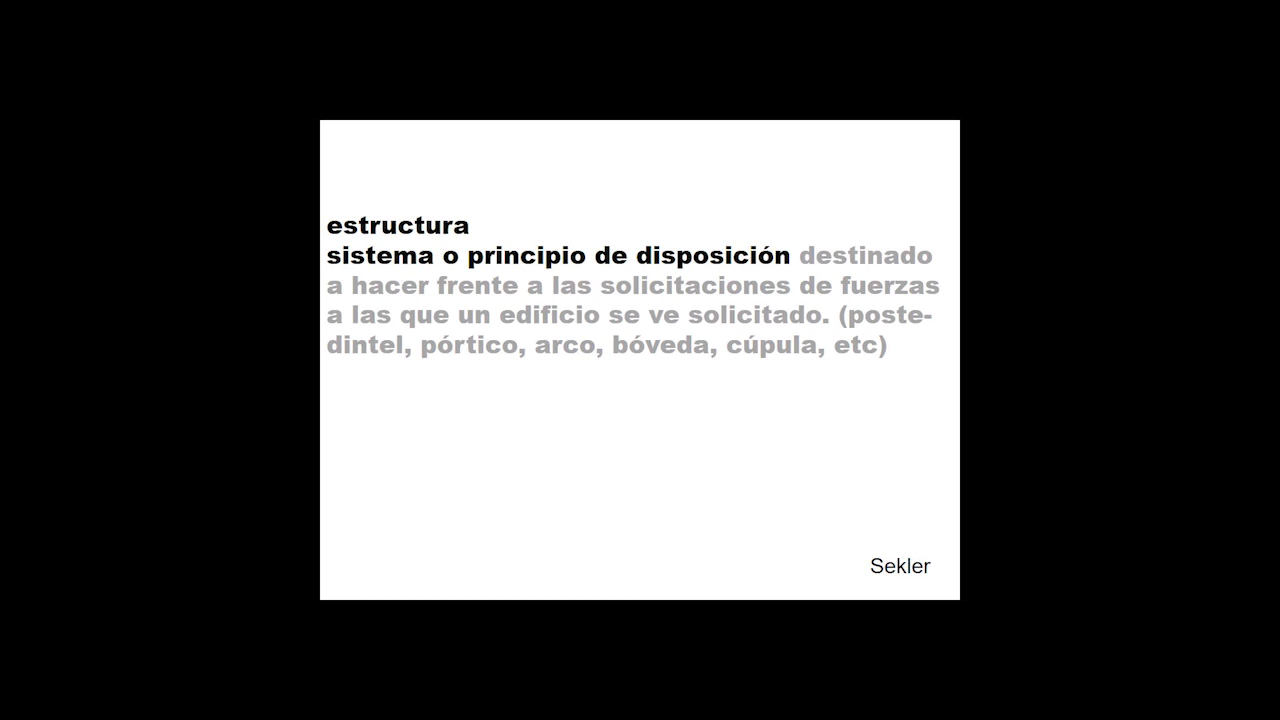 estructura
sistema o principio de disposición destinado
a hacer frente a las solicitaciones de fuerzas
a las que un edificio se ve solicitado. (poste-
dintel, pórtico, arco, bóveda, cúpula, etc)
Sekler